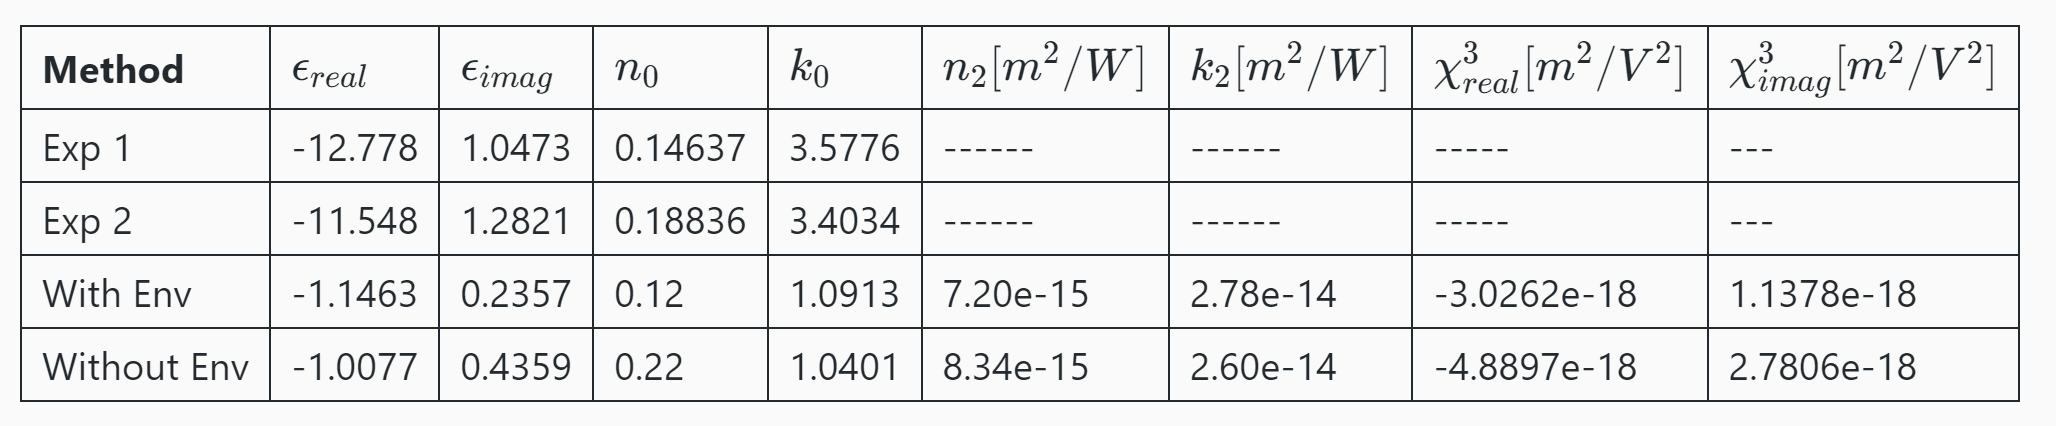 Method ϵ_real ϵ_imag n_0 k_0 n_2[m^2/W] k_2[m^2/W] χ^3_real[m^2/V^2] χ^3_imag[m^2/V^2]
Exp 1 -12.778 1.0473 0.14637 3.5776 ------ ------ ----- ---
Exp 2 -11.548 1.2821 0.18836 3.4034 ------ ------ ----- ---
With Env -1.1463 0.2357 0.12 1.0913 7.20e-15 2.78e-14 -3.0262e-18 1.1378e-18
Without Env -1.0077 0.4359 0.22 1.0401 8.34e-15 2.60e-14 -4.8897e-18 2.7806e-18